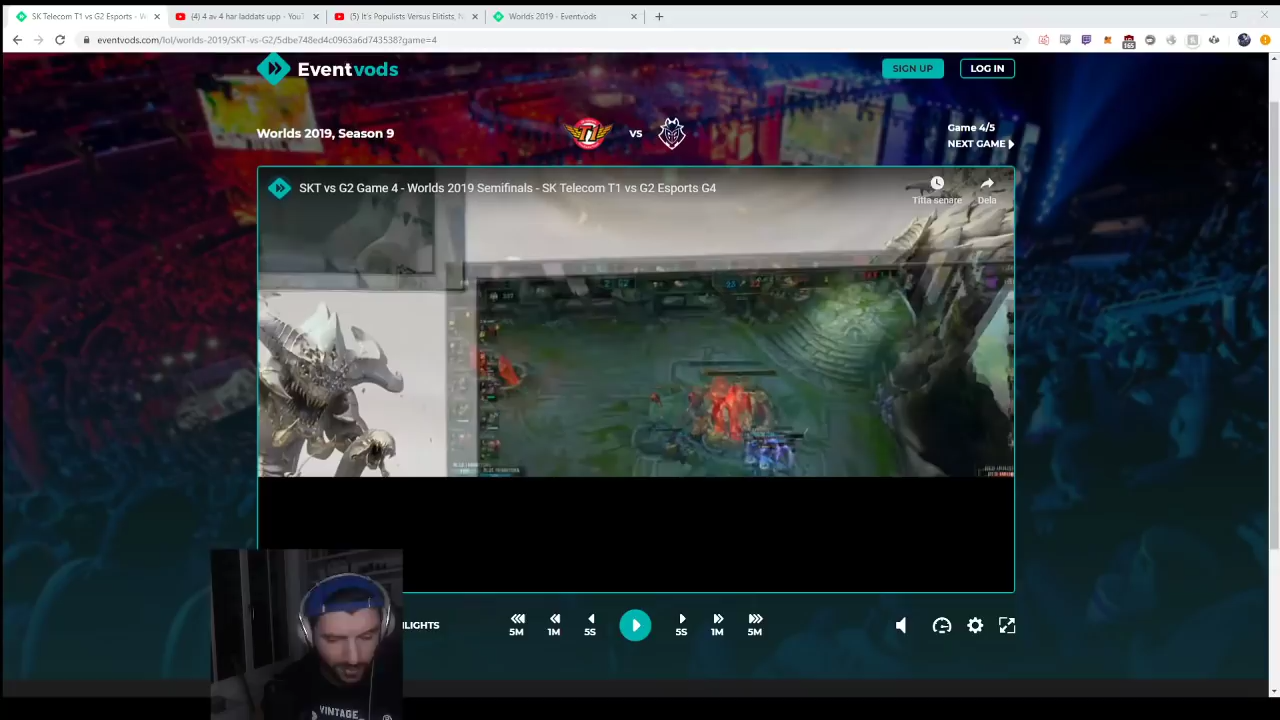 SK Telecom T1 vs G2 Esports - W
(4) 4 av 4 har laddats upp - YouT
(5) It's Populists Versus Elitists, N
Worlds 2019 - Eventvods
eventvods.com/lol/worlds-2019/SKT-vs-G2/5dbe748ed4c0963a6d743538?game=4
165
Eventvods
SIGN UP
LOG IN
Worlds 2019, Season 9
VS
Game 4/5
NEXT GAME
SKT vs G2 Game 4 - Worlds 2019 Semifinals - SK Telecom T1 vs G2 Esports G4
Titta senare
Dela
HLIGHTS
5M
1M
5S
5S
1M
5M
VINTAGE